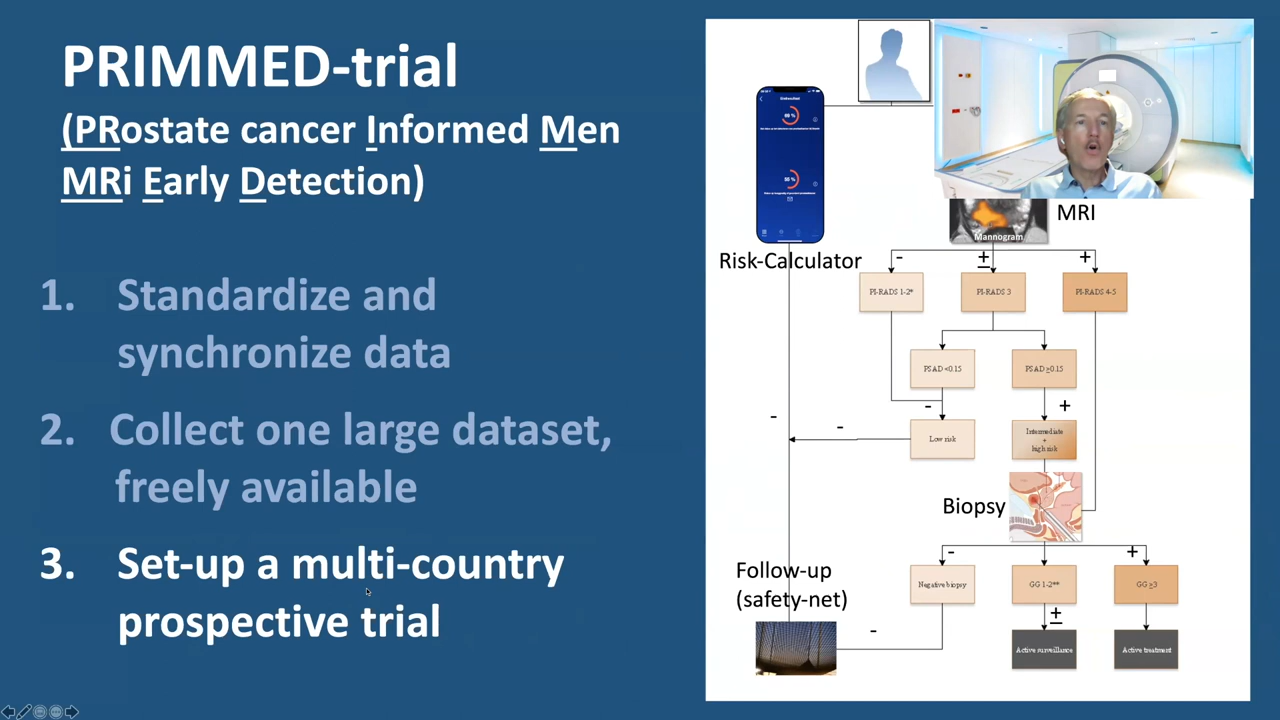 PRIMMED-trial
(PRostate cancer Informed Men
MRi Early Detection)
1. Standardize and
synchronize data
2. Collect one large dataset,
freely available
3. Set-up a multi-country
prospective trial
69 %
56 %
Risk-Calculator
Mannogram
MRI
- + +
PI-RADS 1-2*
PI-RADS 3
PI-RADS 4-5
PSAD <0.15
PSAD ≥0.15
- +
- -
Low risk
Intermediate
+
high risk
Biopsy
- +
Follow-up
(safety-net)
Negative biopsy
GG 1-2**
GG ≥3
±
-
Active surveillance
Active treatment